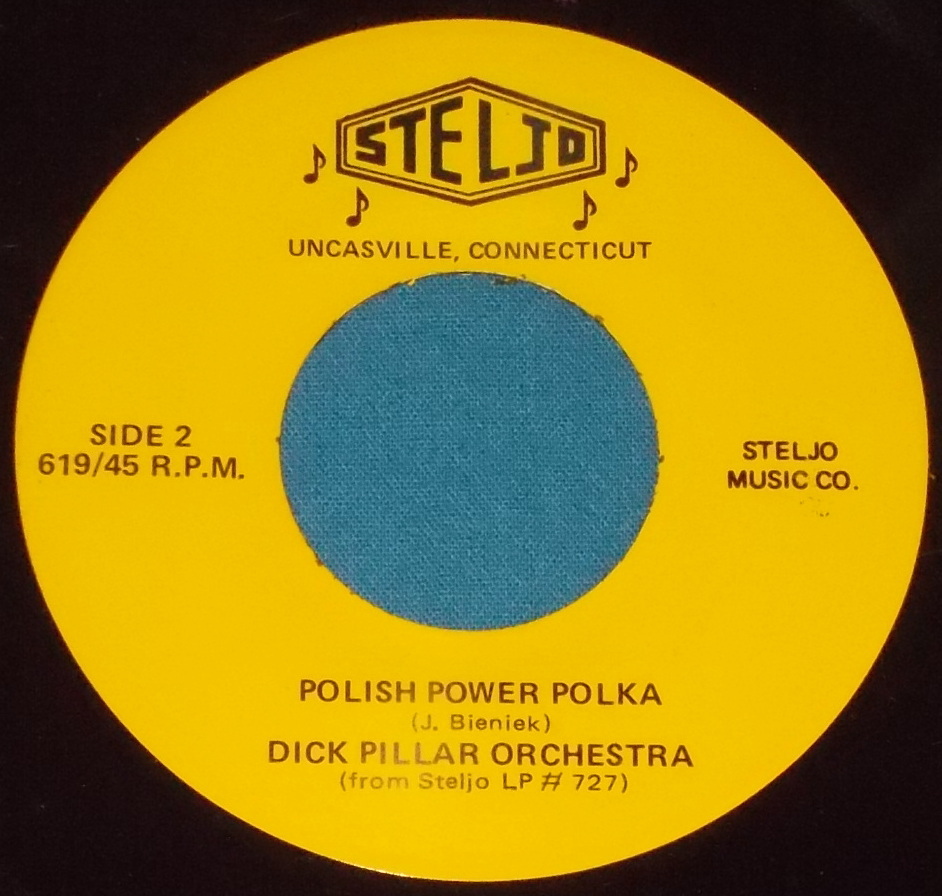 STELJO
UNCASVILLE, CONNECTICUT
SIDE 2
619/45 R.P.M.
STELJO
MUSIC CO.
POLISH POWER POLKA
(J. Bieniek)
DICK PILLAR ORCHESTRA
(from Steljo LP # 727)